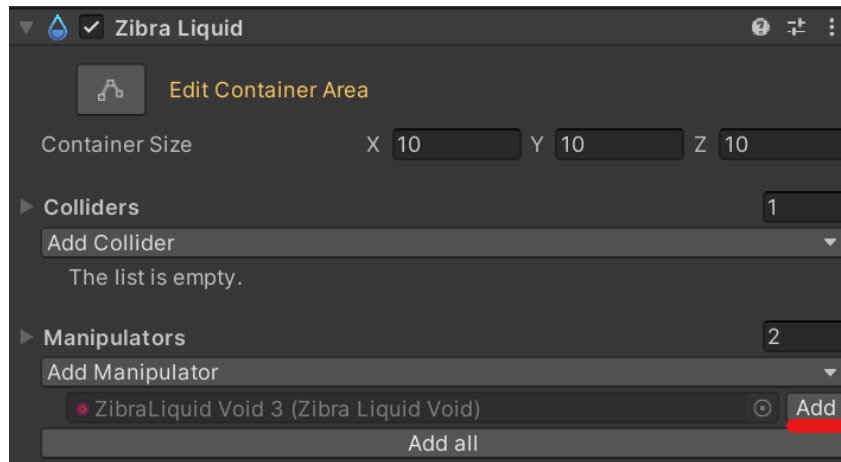 Zibra Liquid
Edit Container Area
Container Size X 10 Y 10 Z 10
Colliders 1
Add Collider
The list is empty.
Manipulators 2
Add Manipulator
ZibraLiquid Void 3 (Zibra Liquid Void) Add
Add all